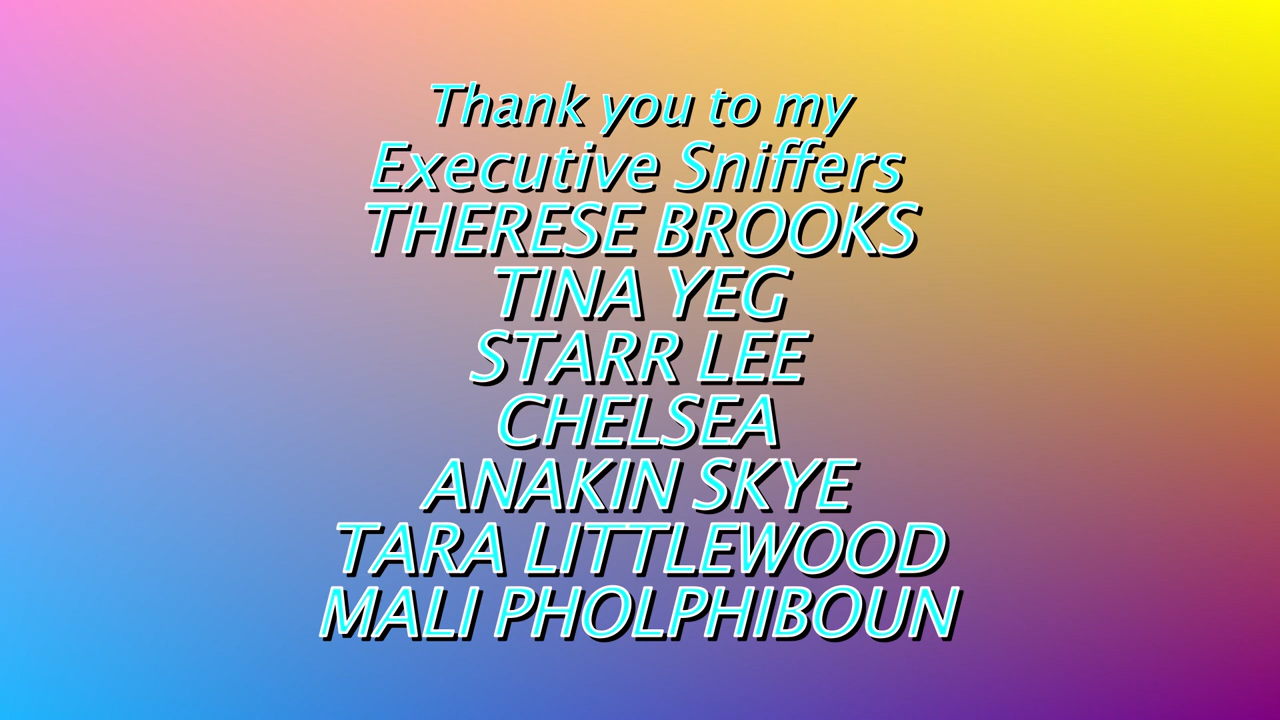 Thank you to my
Executive Sniffers
THERESE BROOKS
TINA YEG
STARR LEE
CHELSEA
ANAKIN SKYE
TARA LITTLEWOOD
MALI PHOLPHIBOUN